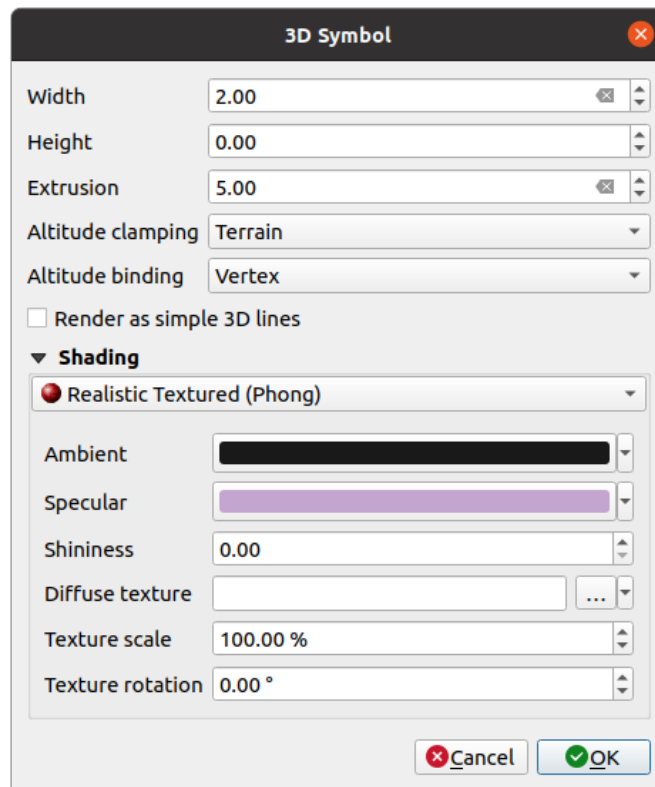 3D Symbol
Width 2.00
Height 0.00
Extrusion 5.00
Altitude clamping Terrain
Altitude binding Vertex
Render as simple 3D lines
Shading
Realistic Textured (Phong)
Ambient
Specular
Shininess 0.00
Diffuse texture ...
Texture scale 100.00 %
Texture rotation 0.00 °
Cancel OK